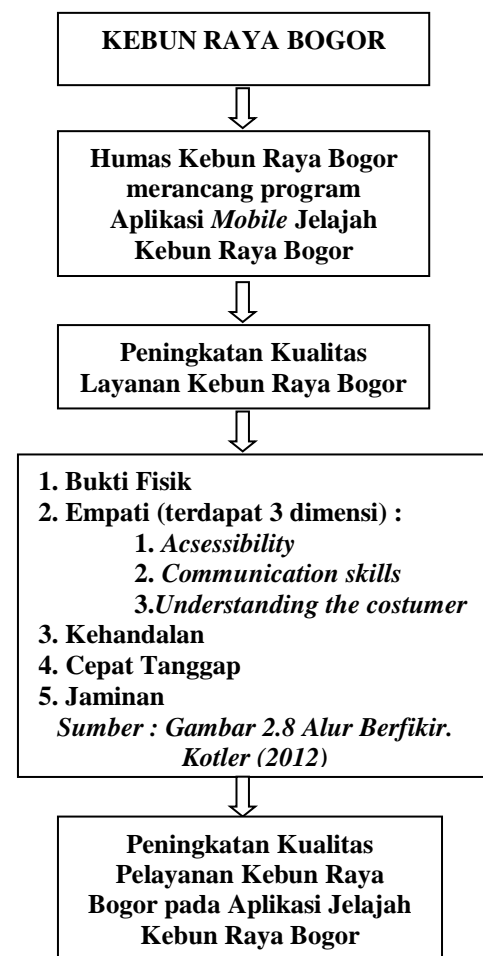 KEBUN RAYA BOGOR
Humas Kebun Raya Bogor
merancang program
Aplikasi Mobile Jelajah
Kebun Raya Bogor
Peningkatan Kualitas
Layanan Kebun Raya Bogor
1. Bukti Fisik
2. Empati (terdapat 3 dimensi) :
1. Acsessibility
2. Communication skills
3.Understanding the costumer
3. Kehandalan
4. Cepat Tanggap
5. Jaminan
Sumber : Gambar 2.8 Alur Berfikir.
Kotler (2012)
Peningkatan Kualitas
Pelayanan Kebun Raya
Bogor pada Aplikasi Jelajah
Kebun Raya Bogor